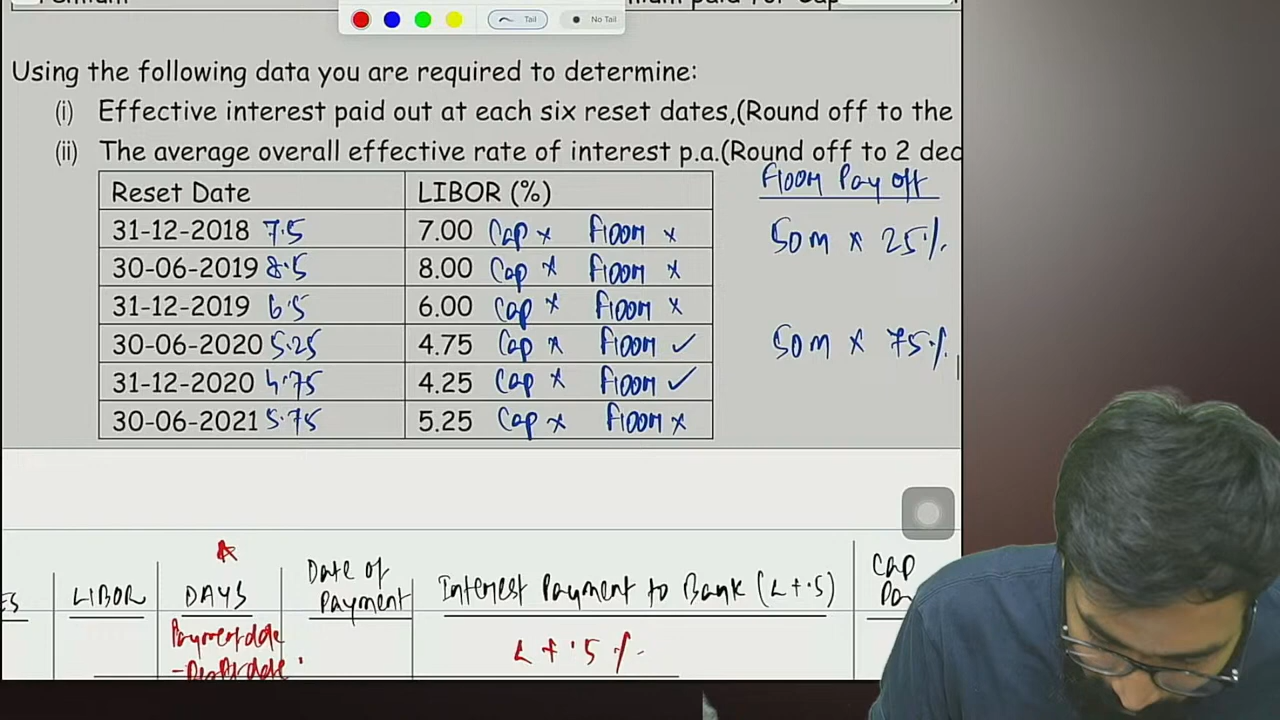 Tail No Tail
Using the following data you are required to determine:
(i) Effective interest paid out at each six reset dates,(Round off to the
(ii) The average overall effective rate of interest p.a.(Round off to 2 dec
Floor Pay off
Reset Date LIBOR (%)
31-12-2018 7.5 7.00 Cap x Floor x
50m x 25%
30-06-2019 8.5 8.00 Cap x Floor x
31-12-2019 6.5 6.00 Cap x Floor x
30-06-2020 5.25 4.75 Cap x Floor ✓
50m x 75%
31-12-2020 4.75 4.25 Cap x Floor ✓
30-06-2021 5.75 5.25 Cap x Floor x
ES LIBOR DAYS Date of Payment Interest Payment to Bank (L+.5) Cap
Payment date
L + .5 %